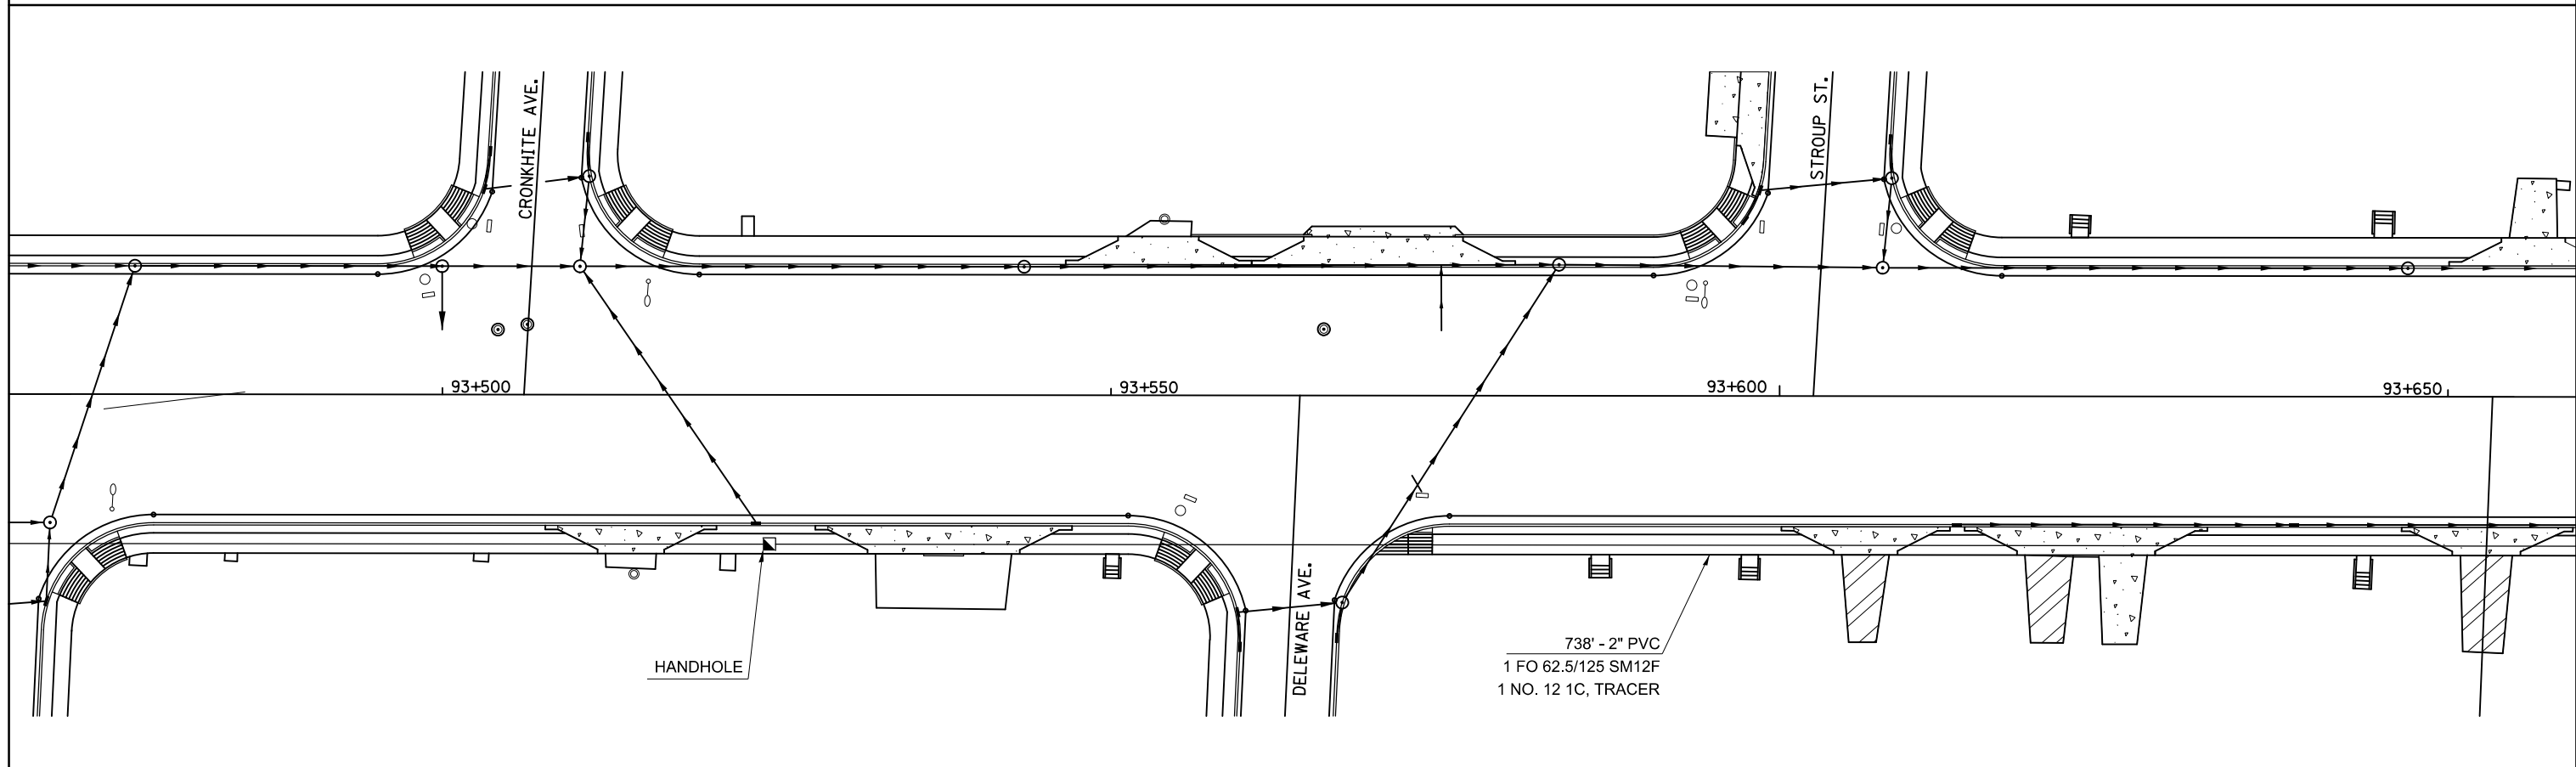 CRONKHITE AVE.
STROUP ST.
93+500
93+550
93+600
93+650
DELEWARE AVE.
HANDHOLE
738' - 2" PVC
1 FO 62.5/125 SM12F
1 NO. 12 1C, TRACER